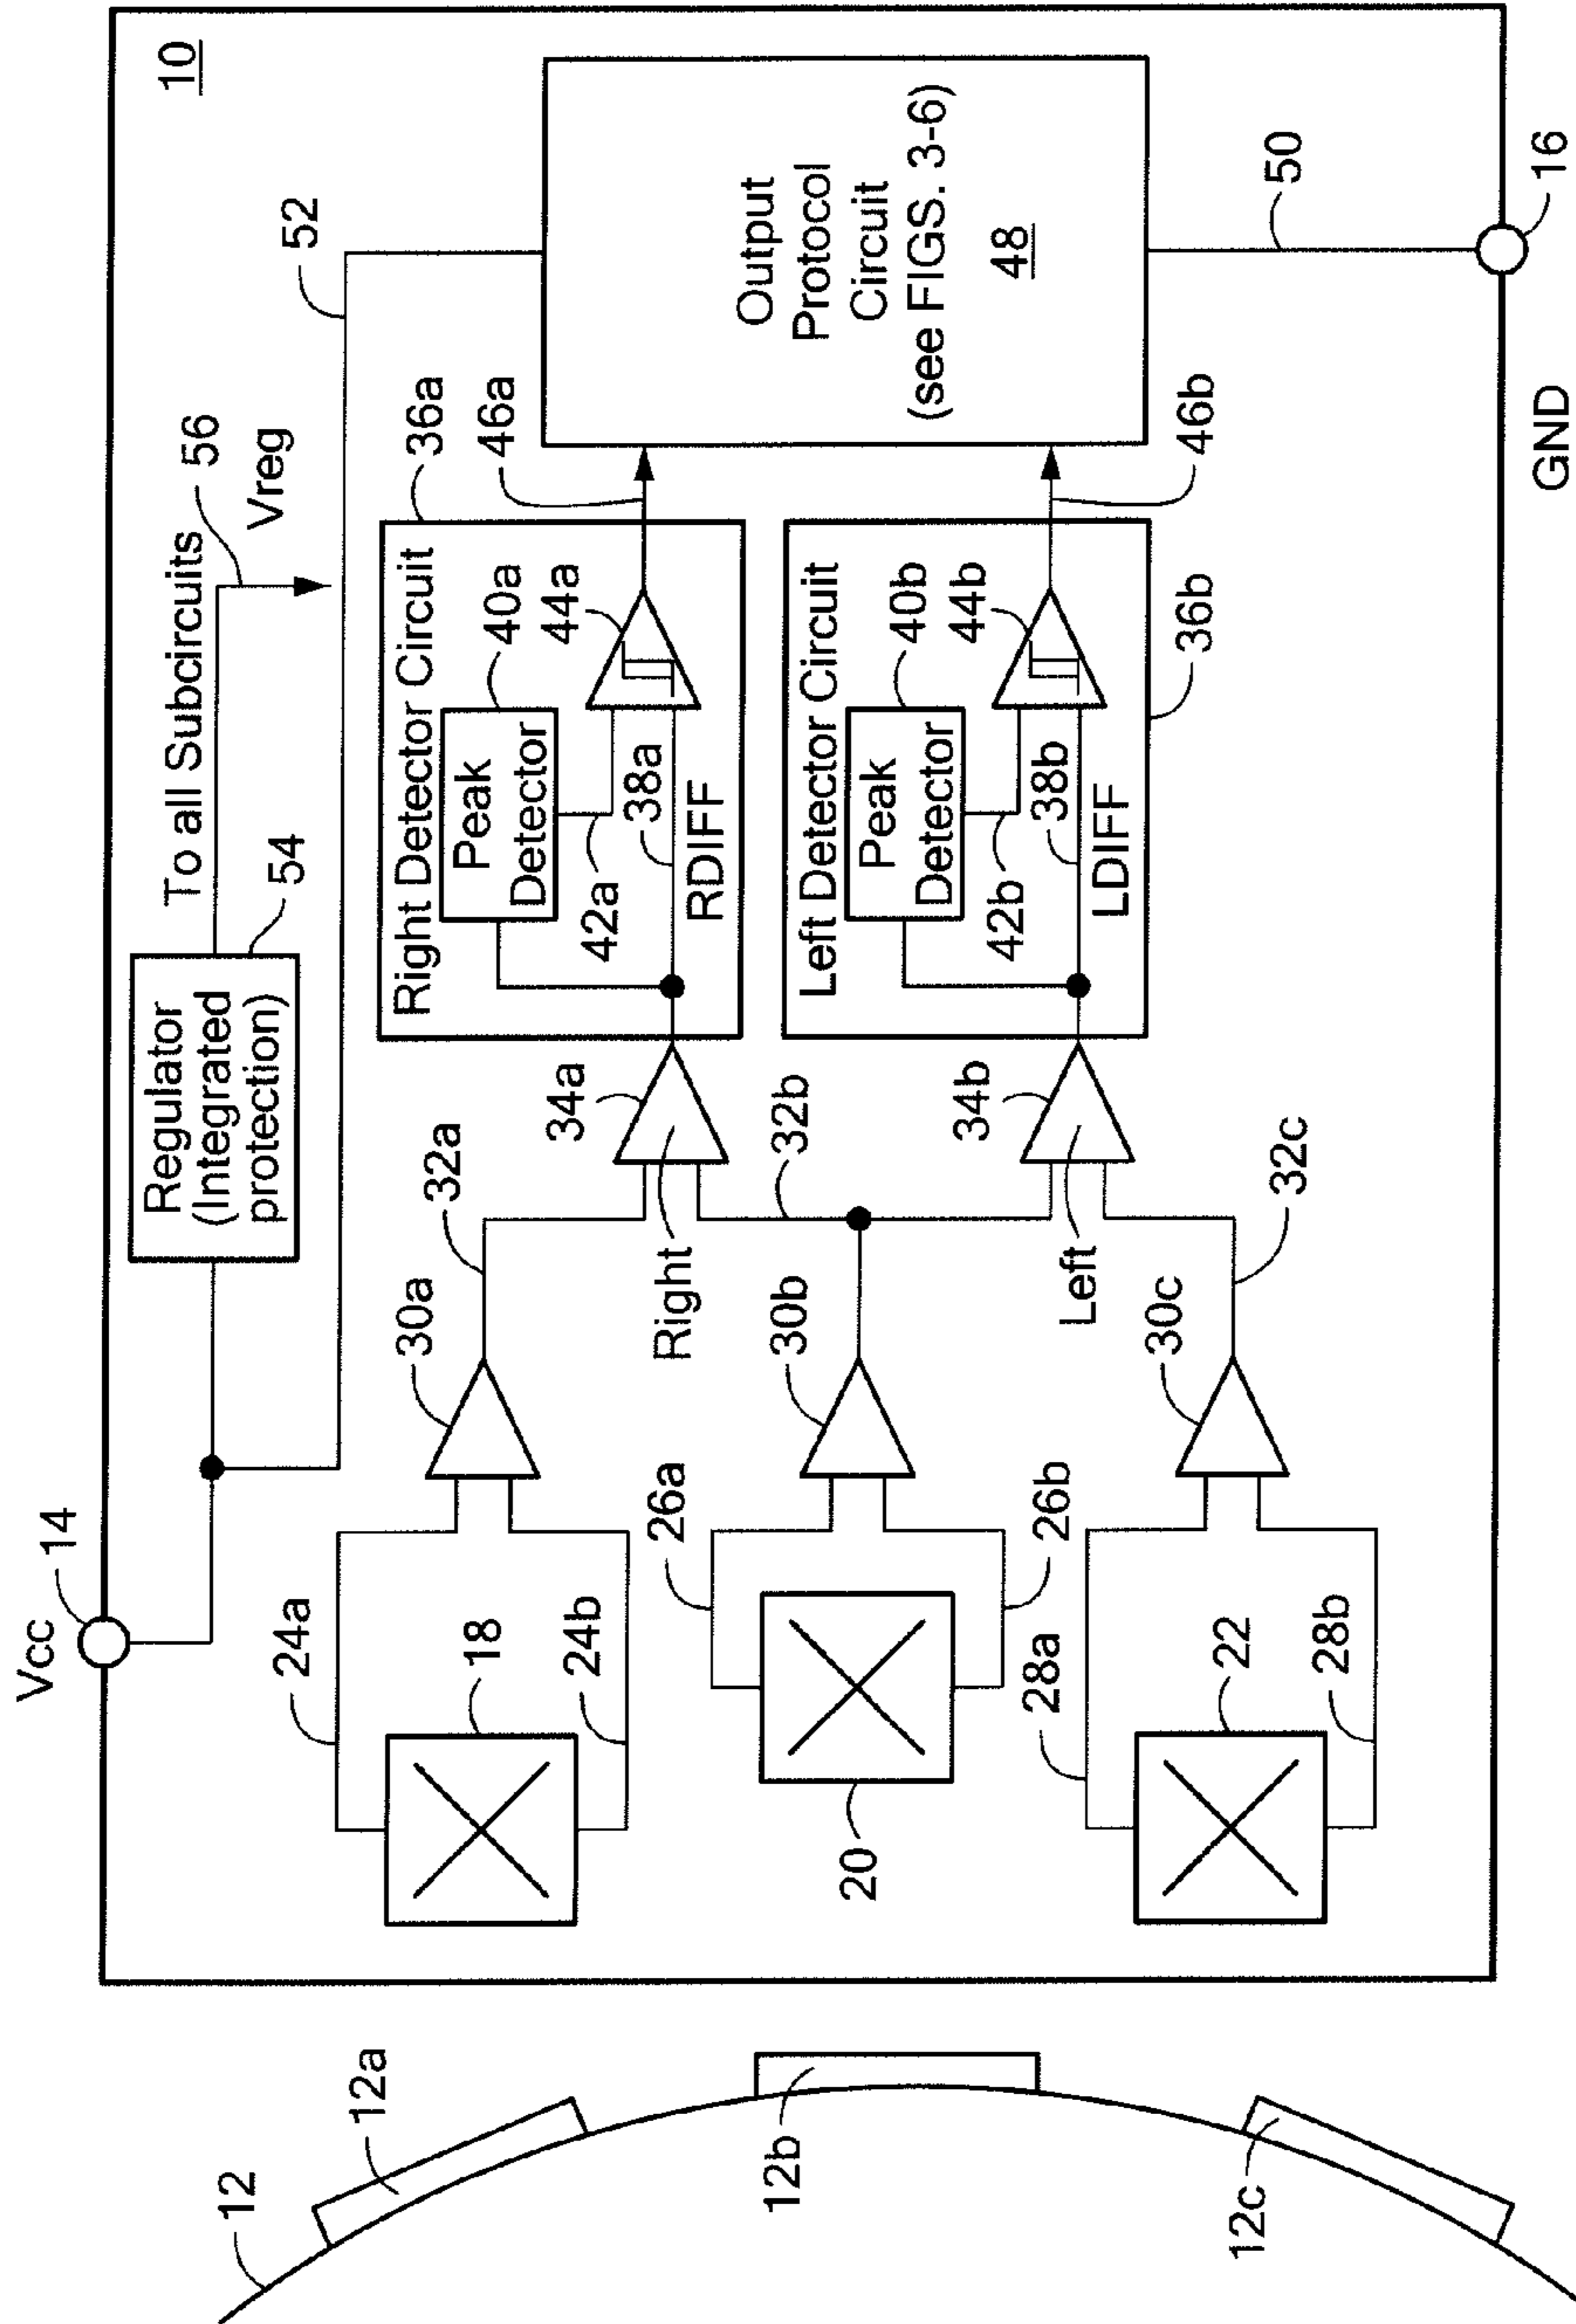 10
Vcc
14
Regulator
(Integrated
protection)
54
To all Subcircuits
56
Vreg
52
24a
18
24b
30a
32a
26a
20
26b
30b
32b
28a
22
28b
30c
32c
34a
Right
34b
Left
Right Detector Circuit
36a
Peak
Detector
40a
42a
44a
38a
RDIFF
46a
Left Detector Circuit
36b
Peak
Detector
40b
42b
44b
38b
LDIFF
46b
Output
Protocol
Circuit
(see FIGS. 3-6)
48
50
16
GND
12
12a
12b
12c